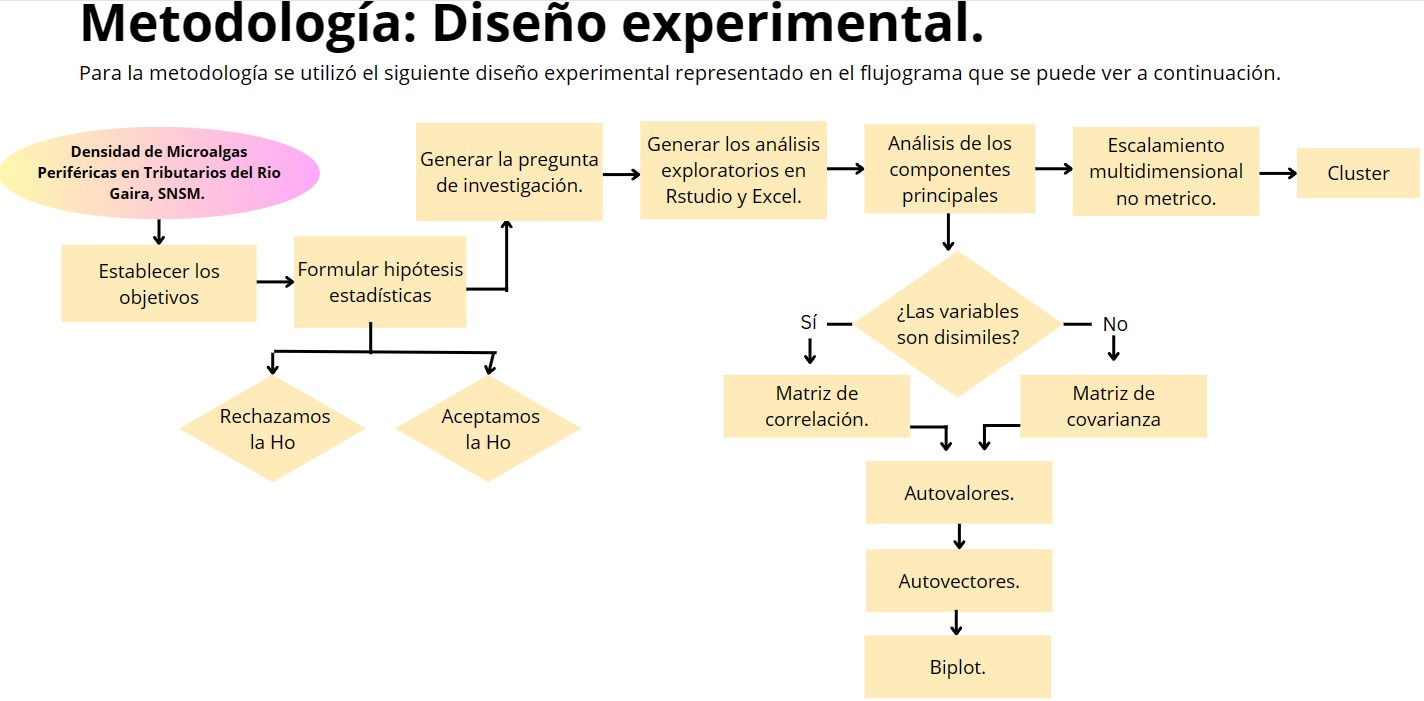 Metodología: Diseño experimental.
Para la metodología se utilizó el siguiente diseño experimental representado en el flujograma que se puede ver a continuación.
Densidad de Microalgas
Periféricas en Tributarios del Rio
Gaira, SNSM.
Establecer los
objetivos
Formular hipótesis
estadísticas
Rechazamos
la Ho
Aceptamos
la Ho
Generar la pregunta
de investigación.
Generar los análisis
exploratorios en
Rstudio y Excel.
Análisis de los
componentes
principales
Escalamiento
multidimensional
no metrico.
Cluster
¿Las variables
son disimiles?
Sí
No
Matriz de
correlación.
Matriz de
covarianza
Autovalores.
Autovectores.
Biplot.